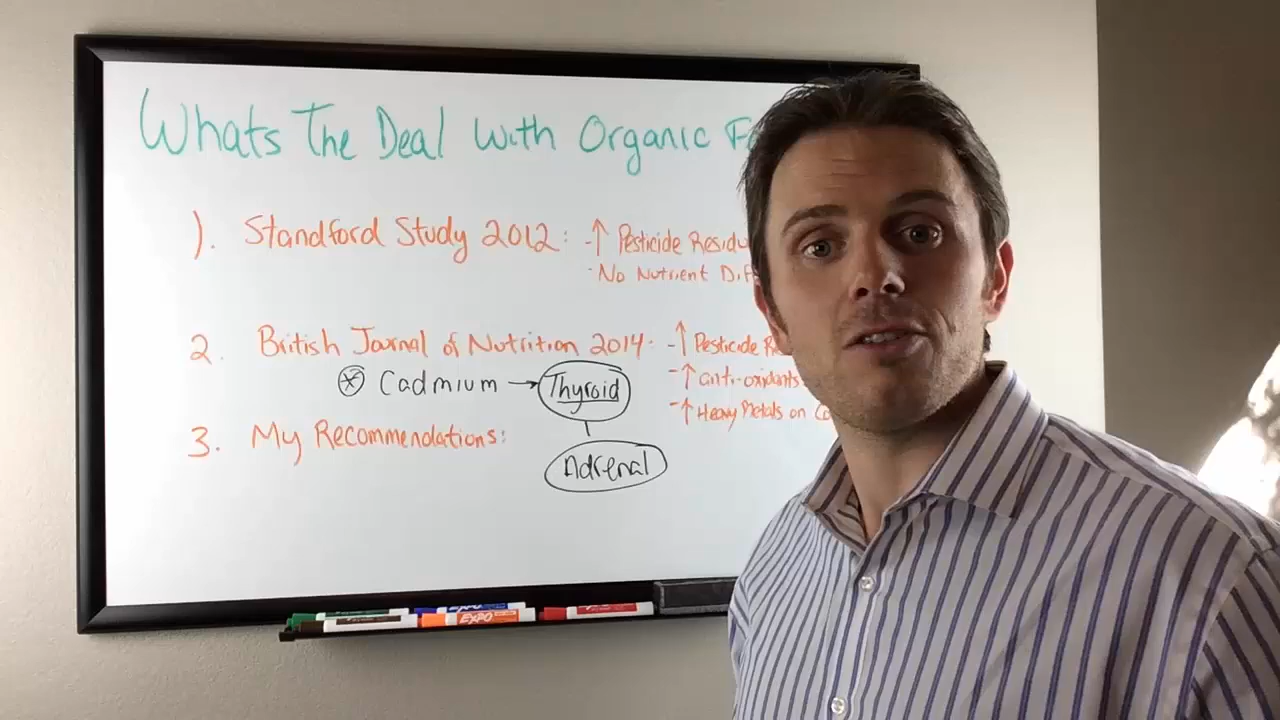 Whats The Deal With Organic
1. Standford Study 2012: - ↑ Pesticide
- No Nutrient
2. British Journal of Nutrition 2014: - ↑ Pesticide
* Cadmium → Thyroid
- ↑ Anti-oxidants
- ↑ Heavy Metals on
3. My Recommendations:
Adrenal
EXPO
EXPO